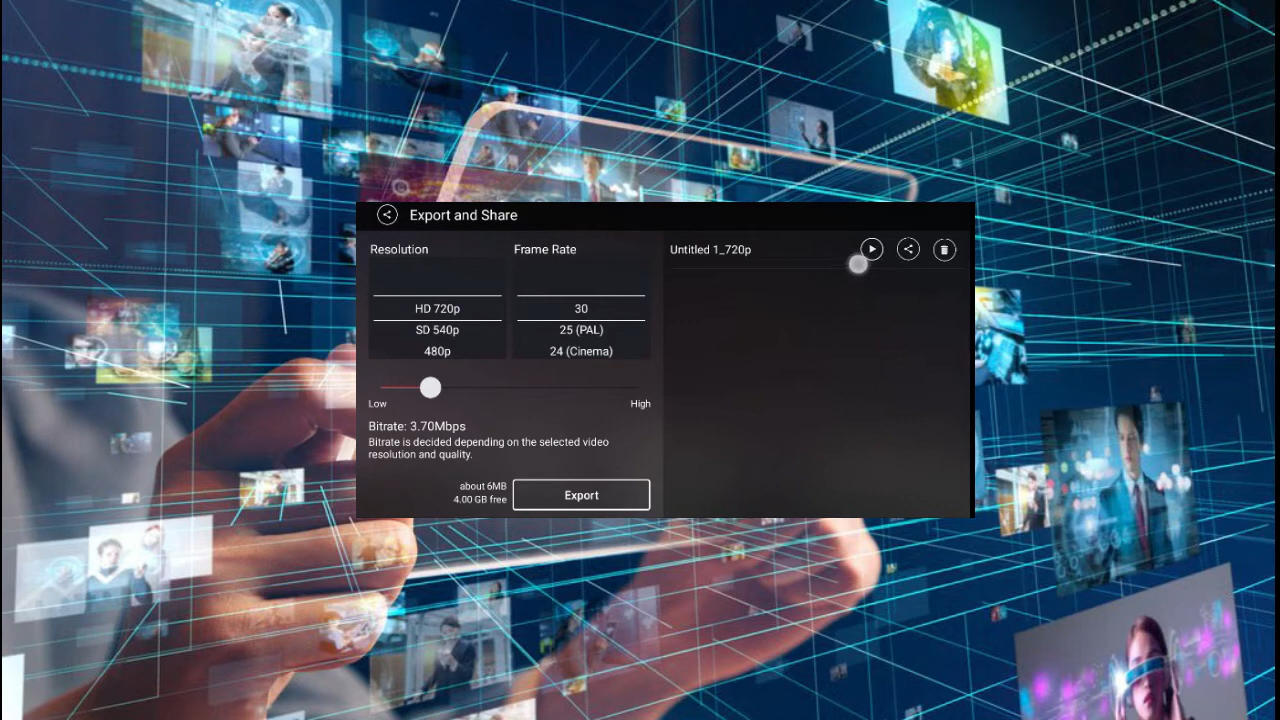 Export and Share
Resolution
Frame Rate
HD 720p
SD 540p
480p
30
25 (PAL)
24 (Cinema)
Low
High
Bitrate: 3.70Mbps
Bitrate is decided depending on the selected video
resolution and quality.
about 6MB
4.00 GB free
Export
Untitled 1_720p